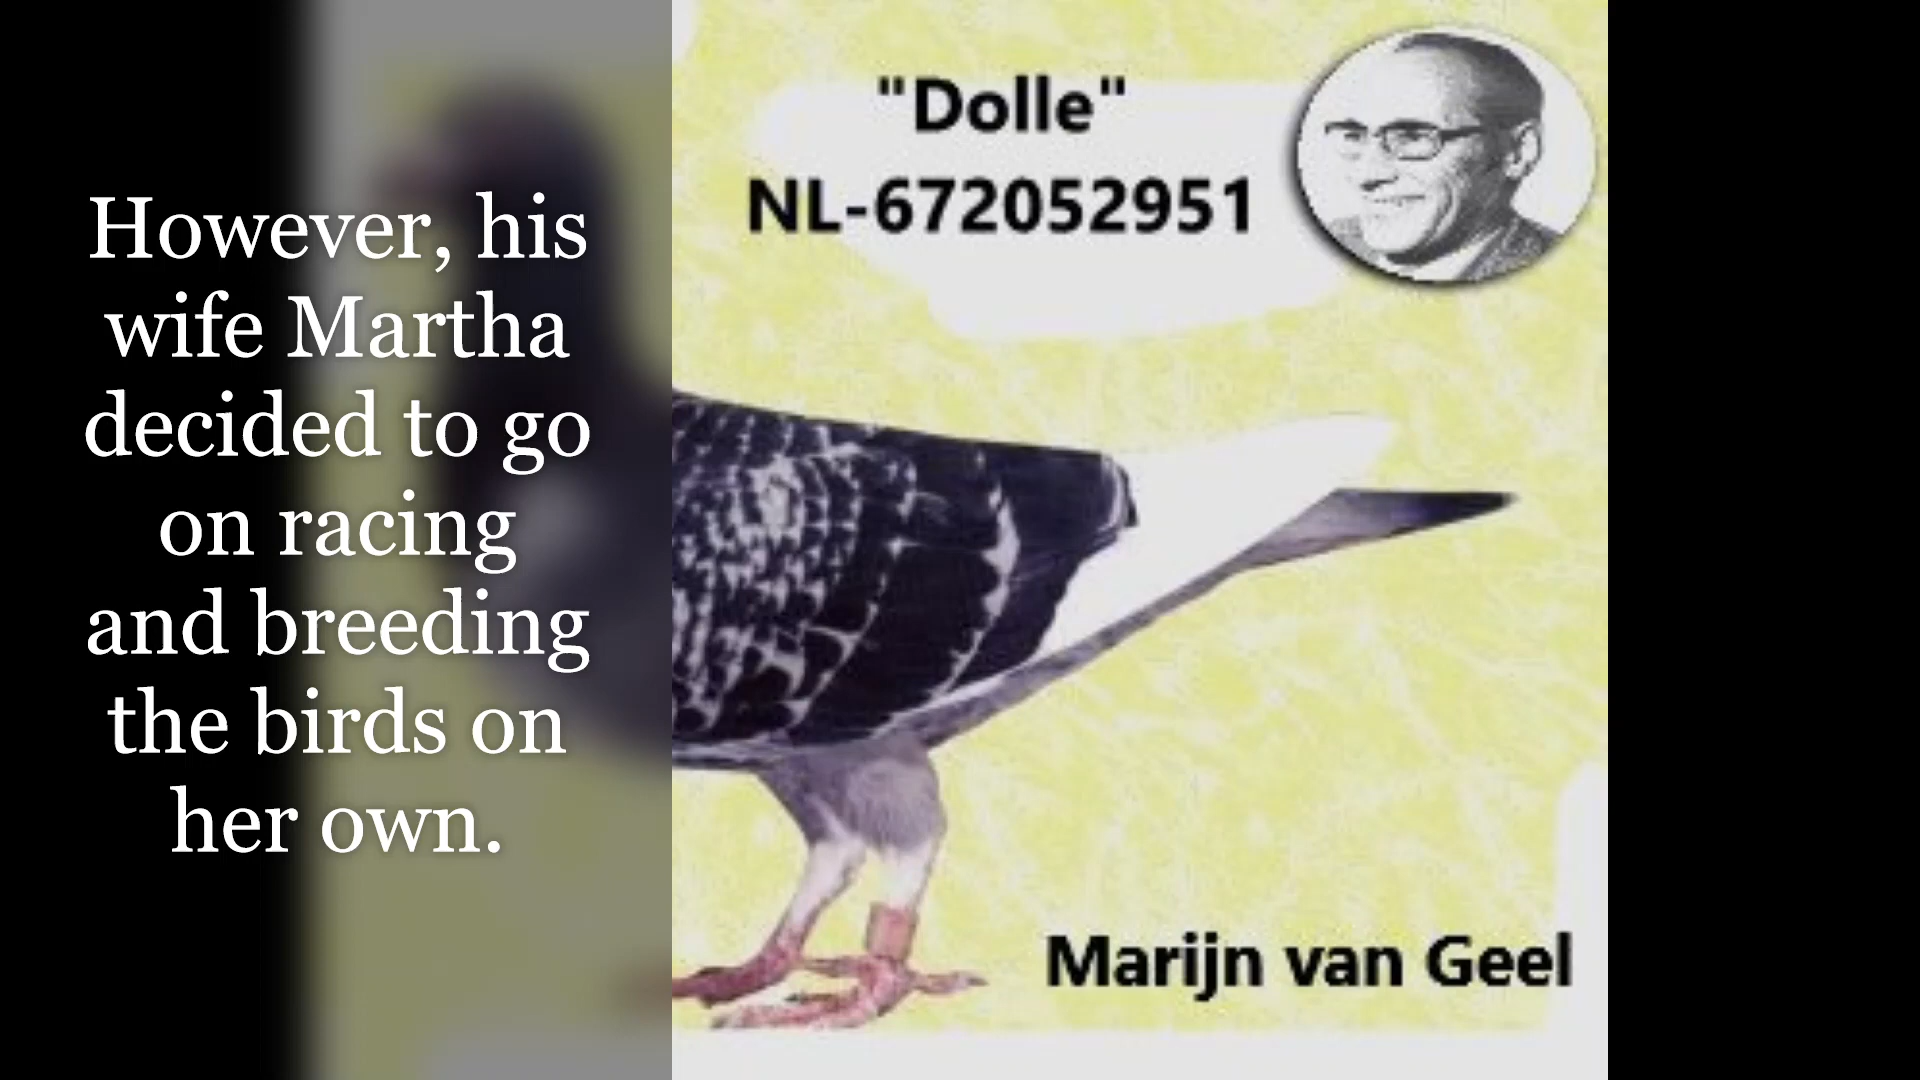 However, his
wife Martha
decided to go
on racing
and breeding
the birds on
her own.
"Dolle"
NL-672052951
Marijn van Geel